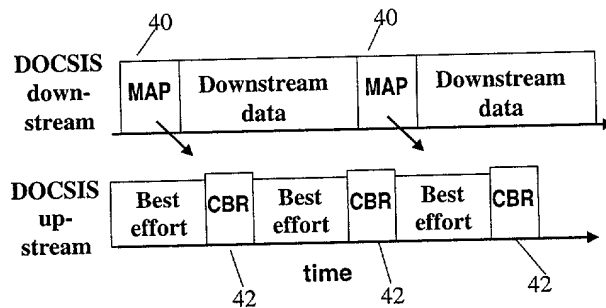 40
40
DOCSIS
down-
stream
MAP
Downstream
data
MAP
Downstream
data
DOCSIS
up-
stream
Best
effort
CBR
Best
effort
CBR
Best
effort
CBR
time
42
42
42